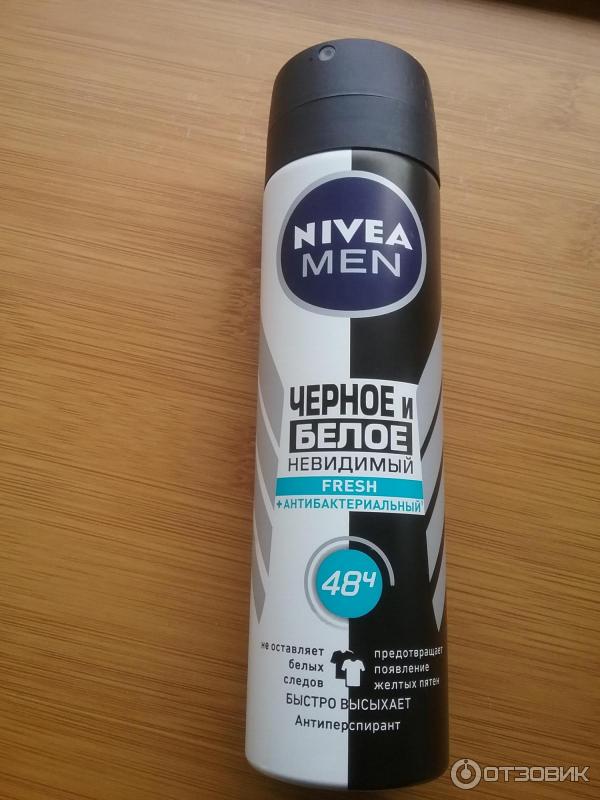 NIVEA
MEN
ЧЕРНОЕ и
БЕЛОЕ
НЕВИДИМЫЙ
FRESH
+АНТИБАКТЕРИАЛЬНЫЙ¹
48ч
не оставляет
белых
следов
предотвращает
появление
желтых пятен
БЫСТРО ВЫСЫХАЕТ
Антиперспирант
ОТЗОВИК